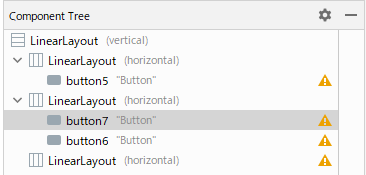 Component Tree
LinearLayout (vertical)
LinearLayout (horizontal)
button5 "Button"
LinearLayout (horizontal)
button7 "Button"
button6 "Button"
LinearLayout (horizontal)